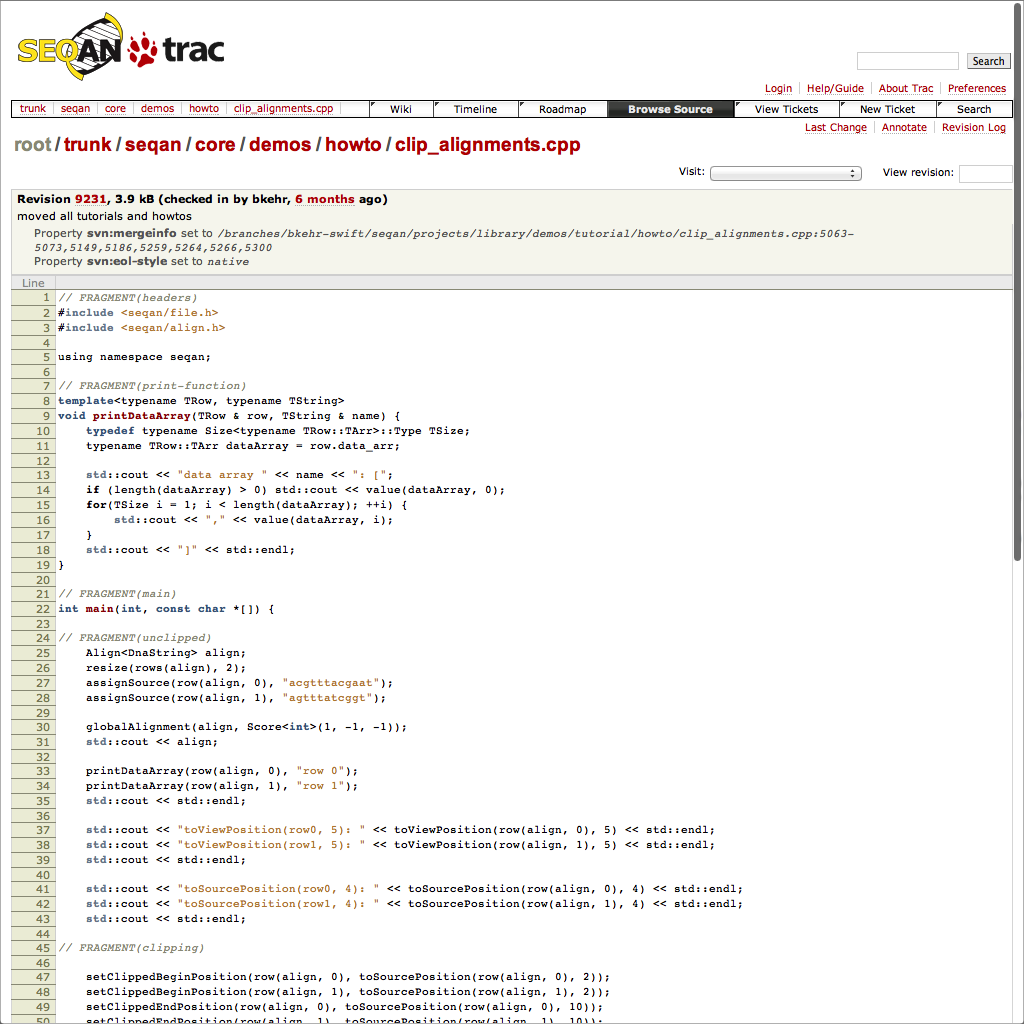 SEQAN trac
Search
Login Help/Guide About Trac Preferences
trunk seqan core demos howto clip_alignments.cpp Wiki Timeline Roadmap Browse Source View Tickets New Ticket Search
Last Change Annotate Revision Log
root / trunk / seqan / core / demos / howto / clip_alignments.cpp
Visit: View revision:
Revision 9231, 3.9 kB (checked in by bkehr, 6 months ago)
moved all tutorials and howtos
Property svn:mergeinfo set to /branches/bkehr-swift/seqan/projects/library/demos/tutorial/howto/clip_alignments.cpp:5063-
5073,5149,5186,5259,5264,5266,5300
Property svn:eol-style set to native
Line
1 // FRAGMENT(headers)
2 #include <seqan/file.h>
3 #include <seqan/align.h>
4
5 using namespace seqan;
6
7 // FRAGMENT(print-function)
8 template<typename TRow, typename TString>
9 void printDataArray(TRow & row, TString & name) {
10     typedef typename Size<typename TRow::TArr>::Type TSize;
11     typename TRow::TArr dataArray = row.data_arr;
12
13     std::cout << "data array " << name << ": [";
14     if (length(dataArray) > 0) std::cout << value(dataArray, 0);
15     for(TSize i = 1; i < length(dataArray); ++i) {
16         std::cout << "," << value(dataArray, i);
17     }
18     std::cout << "]" << std::endl;
19 }
20
21 // FRAGMENT(main)
22 int main(int, const char *[]) {
23
24 // FRAGMENT(unclipped)
25     Align<DnaString> align;
26     resize(rows(align), 2);
27     assignSource(row(align, 0), "acgtttacgaat");
28     assignSource(row(align, 1), "agtttatcggt");
29
30     globalAlignment(align, Score<int>(1, -1, -1));
31     std::cout << align;
32
33     printDataArray(row(align, 0), "row 0");
34     printDataArray(row(align, 1), "row 1");
35     std::cout << std::endl;
36
37     std::cout << "toViewPosition(row0, 5): " << toViewPosition(row(align, 0), 5) << std::endl;
38     std::cout << "toViewPosition(row1, 5): " << toViewPosition(row(align, 1), 5) << std::endl;
39     std::cout << std::endl;
40
41     std::cout << "toSourcePosition(row0, 4): " << toSourcePosition(row(align, 0), 4) << std::endl;
42     std::cout << "toSourcePosition(row1, 4): " << toSourcePosition(row(align, 1), 4) << std::endl;
43     std::cout << std::endl;
44
45 // FRAGMENT(clipping)
46
47     setClippedBeginPosition(row(align, 0), toSourcePosition(row(align, 0), 2));
48     setClippedBeginPosition(row(align, 1), toSourcePosition(row(align, 1), 2));
49     setClippedEndPosition(row(align, 0), toSourcePosition(row(align, 0), 10));
50     setClippedEndPosition(row(align, 1), toSourcePosition(row(align, 1), 10));